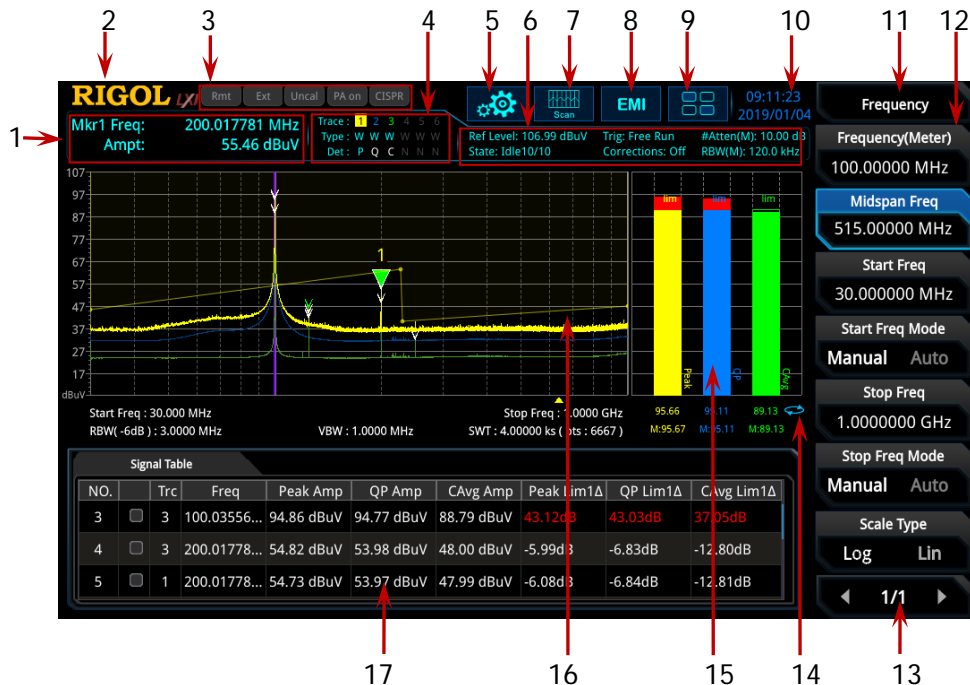 2 3 4 5 6 7 8 9 10 11 12
RIGOL LXI Rmt Ext Uncal PA on CISPR
Scan
EMI
09:11:23
2019/01/04
1
Mkr1 Freq: 200.017781 MHz
Ampt: 55.46 dBuV
Trace: 1 2 3 4 5 6
Type: W W W W W W
Det: P Q C N N N
Ref Level: 106.99 dBuV Trig: Free Run #Atten(M): 10.00 dB
State: Idle10/10 Corrections: Off RBW(M): 120.0 kHz
107
97
87
77
67
57
47
37
27
17
dBuV
1
lim lim lim
Peak QP CAvg
95.66 95.11 89.13
M:95.67 M:95.11 M:89.13
Start Freq : 30.000 MHz Stop Freq : 1.0000 GHz
RBW( -6dB ) : 3.0000 MHz VBW : 1.0000 MHz SWT : 4.00000 ks ( pts : 6667 )
Signal Table
NO. Trc Freq Peak Amp QP Amp CAvg Amp Peak Lim1Δ QP Lim1Δ CAvg Lim1Δ
3 3 100.03556... 94.86 dBuV 94.77 dBuV 88.79 dBuV 43.12dB 43.03dB 37.05dB
4 3 200.01778... 54.82 dBuV 53.98 dBuV 48.00 dBuV -5.99dB -6.83dB -12.80dB
5 1 200.01778... 54.73 dBuV 53.97 dBuV 47.99 dBuV -6.08dB -6.84dB -12.81dB
Frequency
Frequency(Meter)
100.00000 MHz
Midspan Freq
515.00000 MHz
Start Freq
30.000000 MHz
Start Freq Mode
Manual Auto
Stop Freq
1.0000000 GHz
Stop Freq Mode
Manual Auto
Scale Type
Log Lin
1/1
17 16 15 14 13